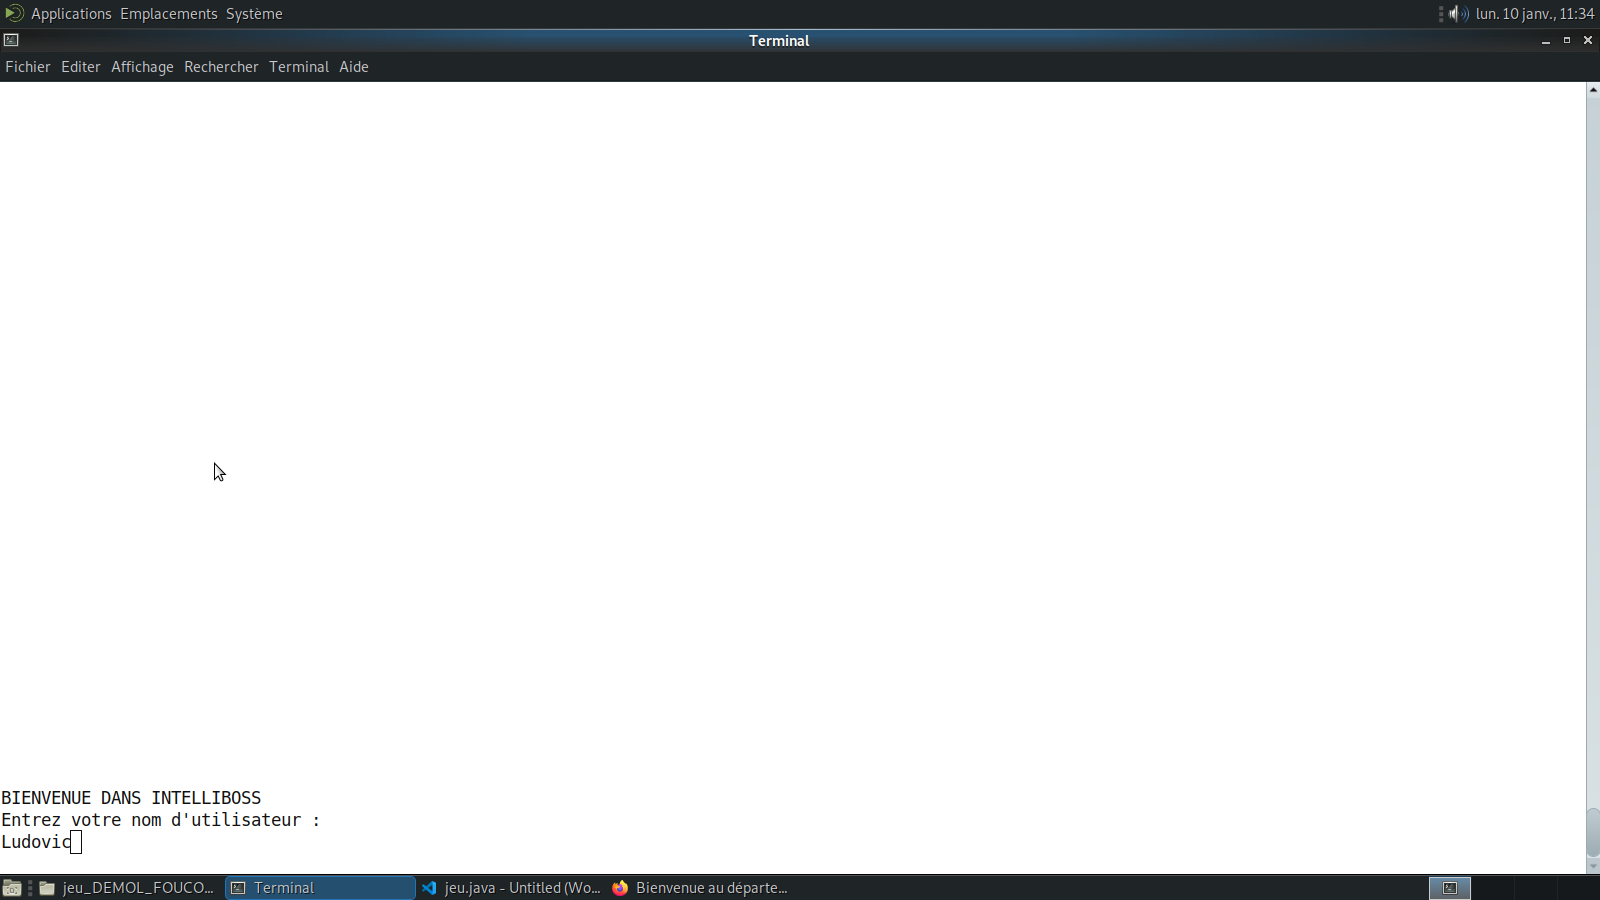 Applications Emplacements Système
lun. 10 janv., 11:34
Terminal
Fichier Editer Affichage Rechercher Terminal Aide
BIENVENUE DANS INTELLIBOSS
Entrez votre nom d'utilisateur :
Ludovic
jeu_DEMOL_FOUCO... Terminal jeu.java - Untitled (Wo... Bienvenue au départe...